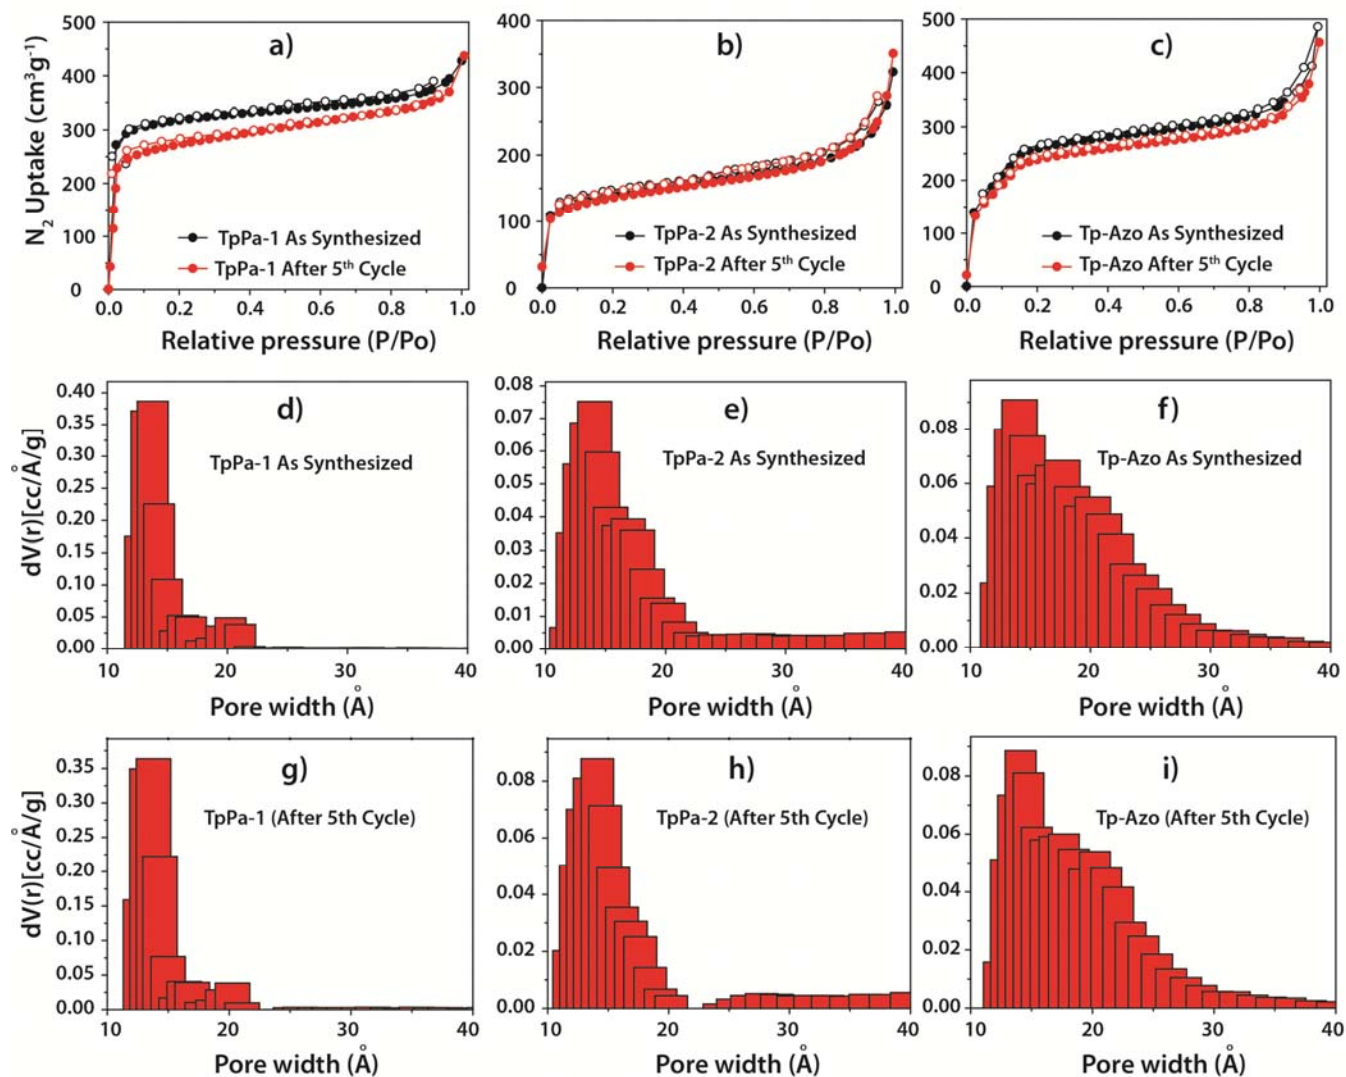 a)
500
400
300
200
300
100
0
N₂ Uptake (cm³g⁻¹)
TpPa-1 As Synthesized
TpPa-1 After 5th Cycle
0.0 0.2 0.4 0.6 0.8 1.0
Relative pressure (P/Po)
b)
400
300
200
100
0
TpPa-2 As Synthesized
TpPa-2 After 5th Cycle
0.0 0.2 0.4 0.6 0.8 1.0
Relative pressure (P/Po)
c)
500
400
300
200
100
0
Tp-Azo As Synthesized
Tp-Azo After 5th Cycle
0.0 0.2 0.4 0.6 0.8 1.0
Relative pressure (P/Po)
d)
0.40
0.35
0.30
0.25
0.20
0.15
0.10
0.05
0.00
dV(r)[cc/Å/g]
TpPa-1 As Synthesized
10 20 30 40
Pore width (Å)
e)
0.08
0.07
0.06
0.05
0.04
0.03
0.02
0.01
0.00
TpPa-2 As Synthesized
10 15 20 25 30 35 40
Pore width (Å)
f)
0.08
0.06
0.04
0.02
0.00
Tp-Azo As Synthesized
10 20 30 40
Pore width (Å)
g)
0.35
0.30
0.25
0.20
0.15
0.10
0.05
0.00
dV(r)[cc/Å/g]
TpPa-1 (After 5th Cycle)
10 20 30 40
Pore width (Å)
h)
0.08
0.06
0.04
0.02
0.00
TpPa-2 (After 5th Cycle)
10 15 20 25 30 35 40
Pore width (Å)
i)
0.08
0.06
0.04
0.02
0.00
Tp-Azo (After 5th Cycle)
10 20 30 40
Pore width (Å)